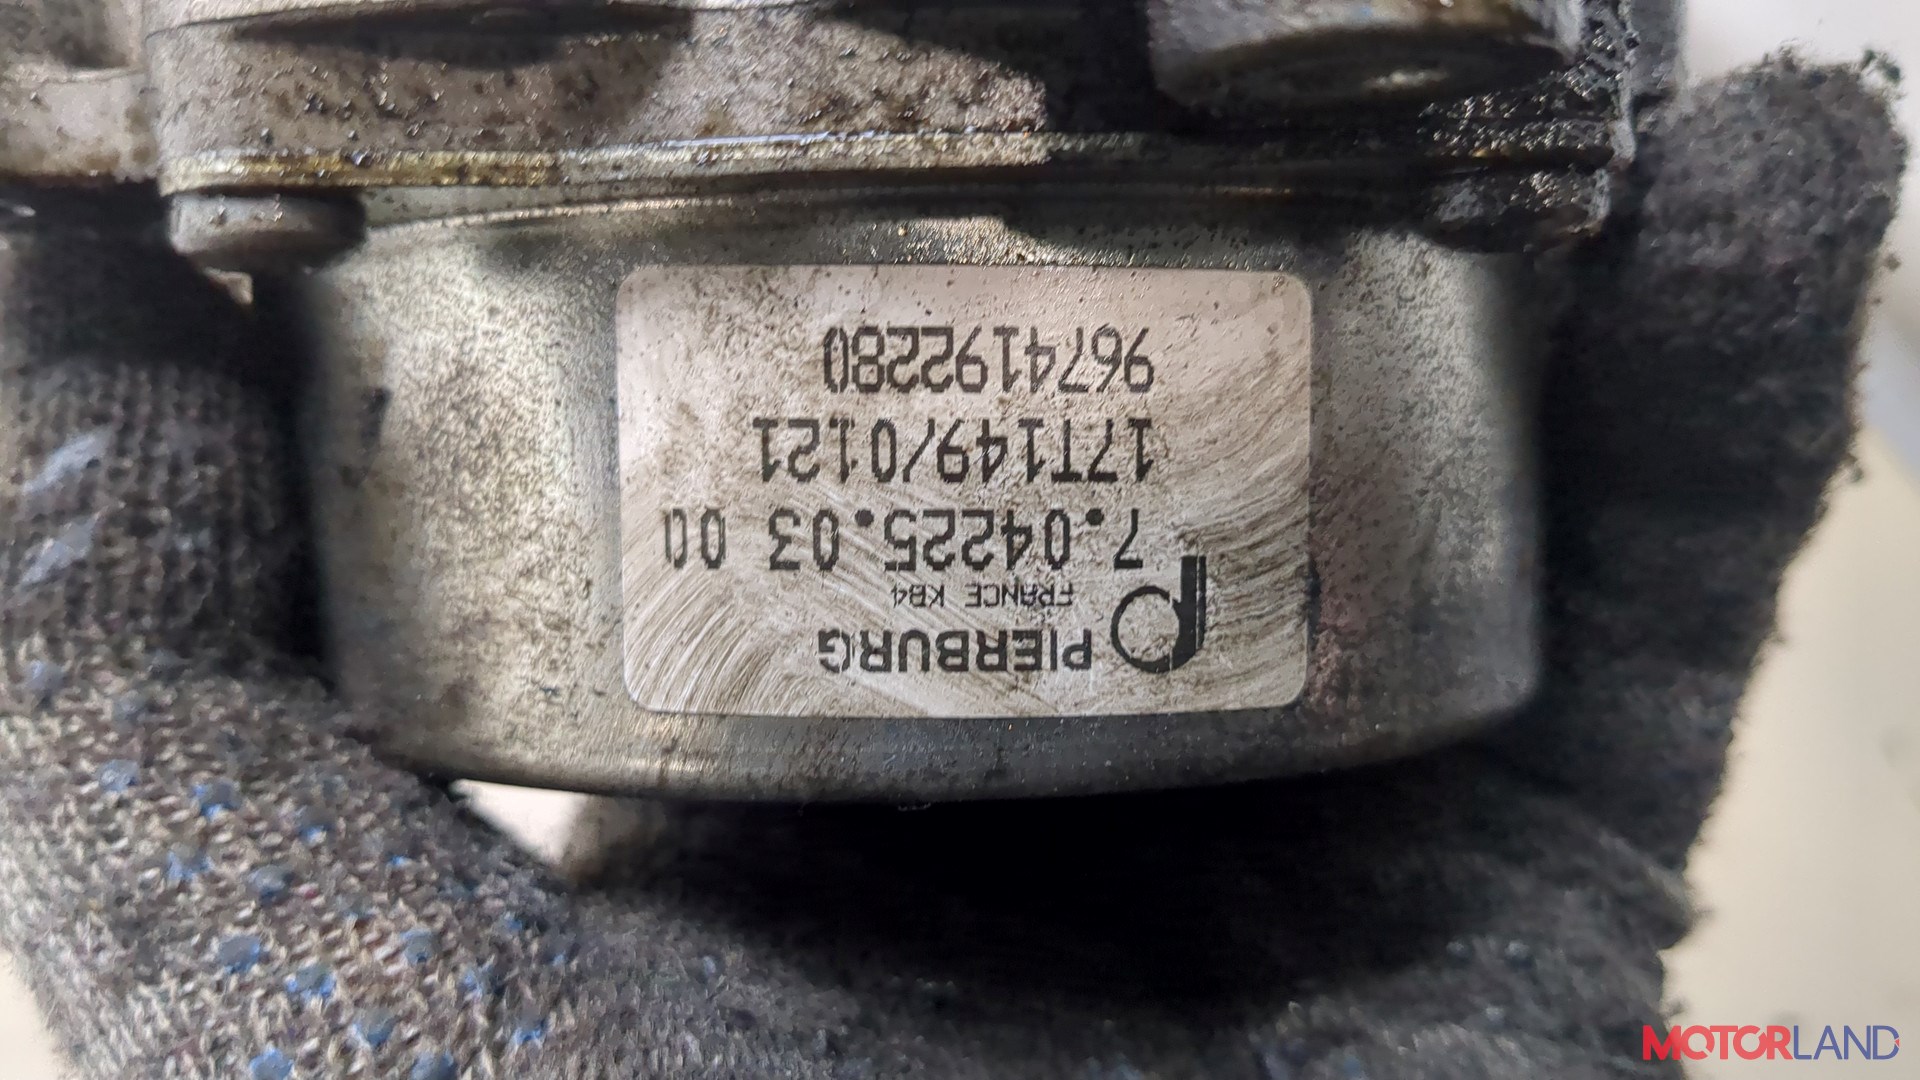 PIERBURG
FRANCE KB4
7.04225.03 00
17T149/0121
9674192280
MOTORLAND